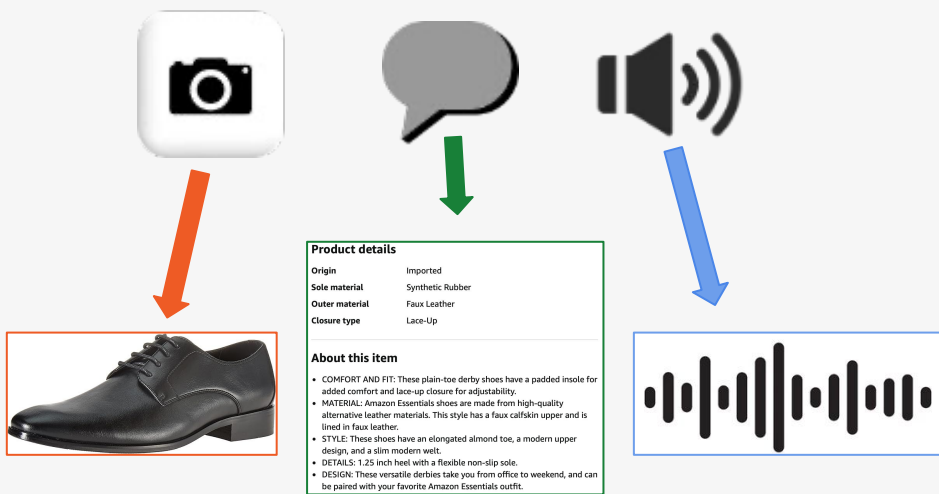 Product details
Origin Imported
Sole material Synthetic Rubber
Outer material Faux Leather
Closure type Lace-Up
About this item
• COMFORT AND FIT: These plain-toe derby shoes have a padded insole for
added comfort and lace-up closure for adjustability.
• MATERIAL: Amazon Essentials shoes are made from high-quality
alternative leather materials. This style has a faux calfskin upper and is
lined in faux leather.
• STYLE: These shoes have an elongated almond toe, a modern upper
design, and a slim modern welt.
• DETAILS: 1.25 inch heel with a flexible non-slip sole.
• DESIGN: These versatile derbies take you from office to weekend, and can
be paired with your favorite Amazon Essentials outfit.